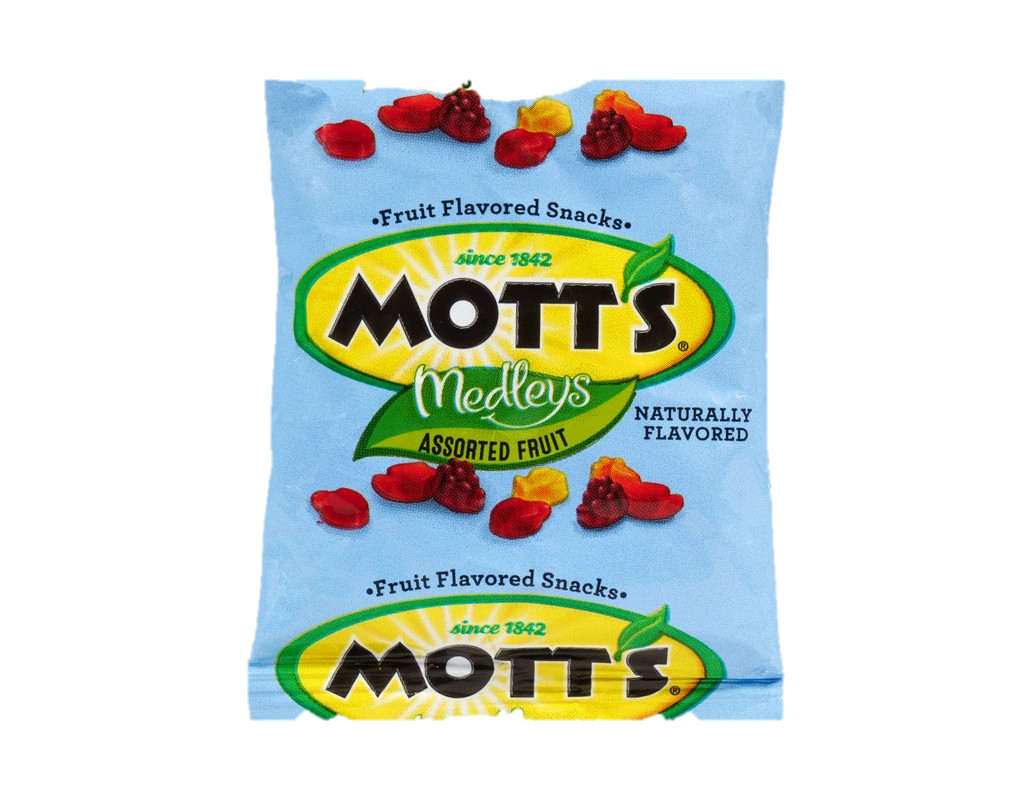 •Fruit Flavored Snacks•
since 1842
MOTT'S®
Medleys
ASSORTED FRUIT
NATURALLY
FLAVORED
•Fruit Flavored Snacks•
since 1842
MOTT'S®